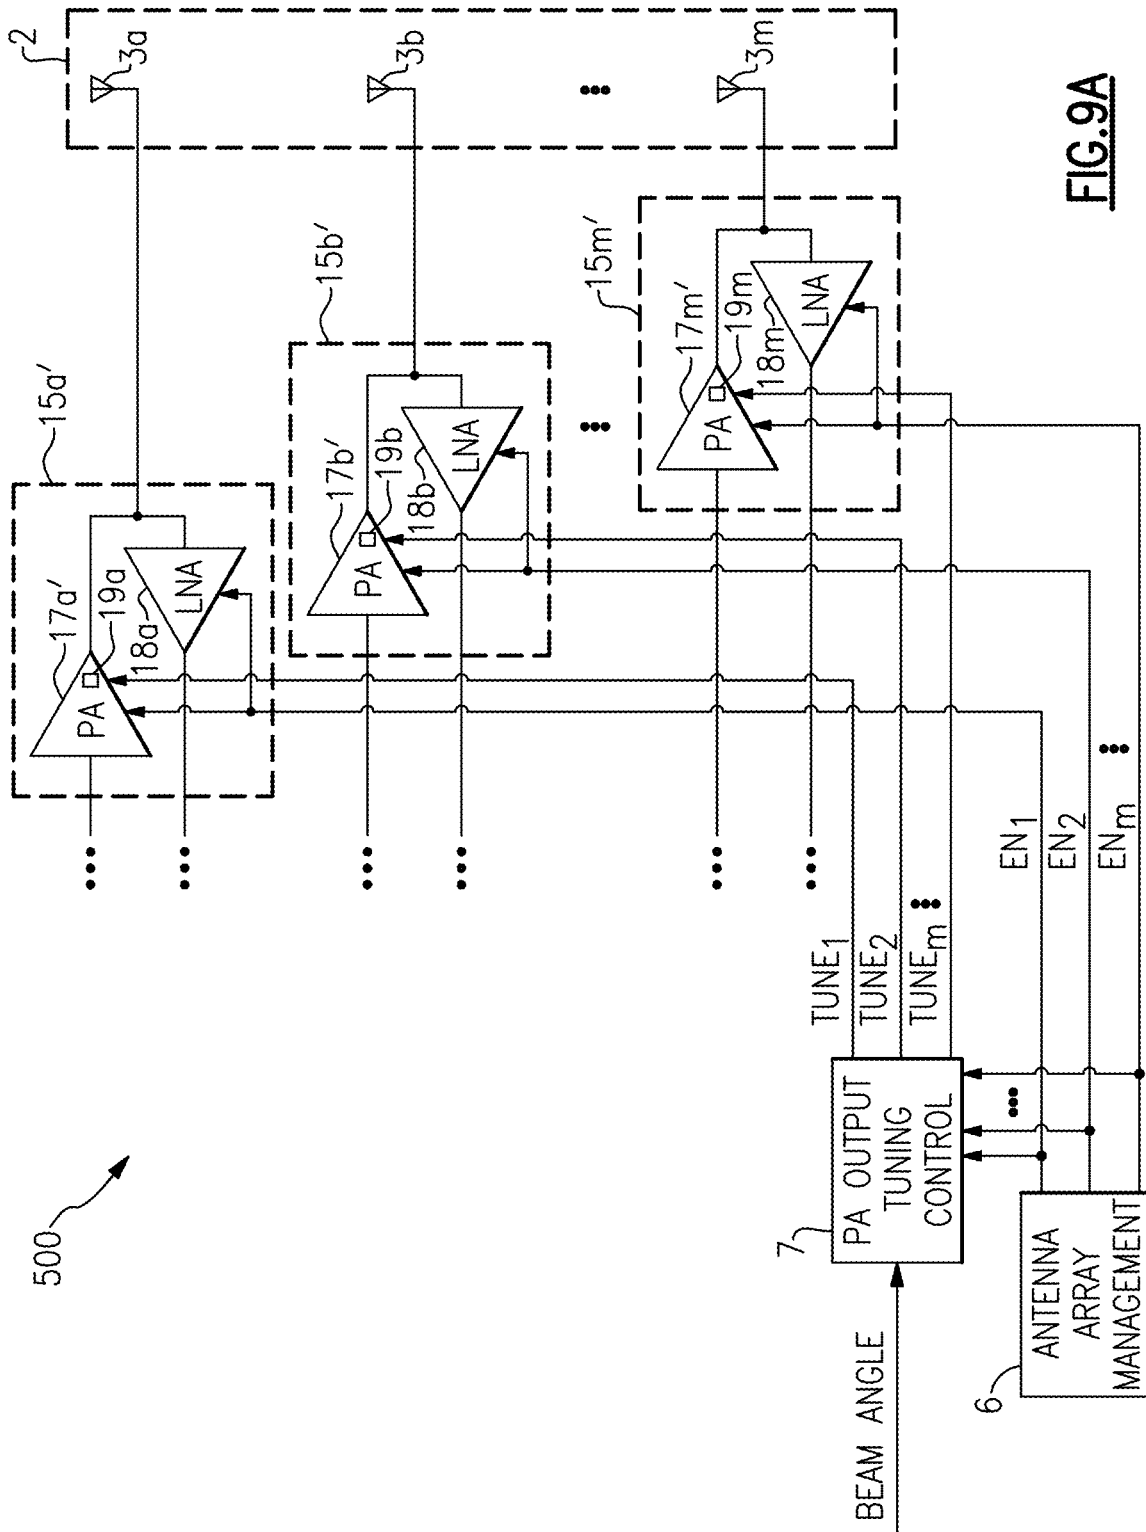 500
BEAM ANGLE
7
PA OUTPUT
TUNING
CONTROL
6
ANTENNA
ARRAY
MANAGEMENT
TUNE1
TUNE2
TUNEm
EN1
EN2
ENm
15a′
17a′
PA
19a
18a
LNA
15b′
17b′
PA
19b
18b
LNA
15m′
17m′
PA
19m
18m
LNA
2
3a
3b
3m
FIG.9A